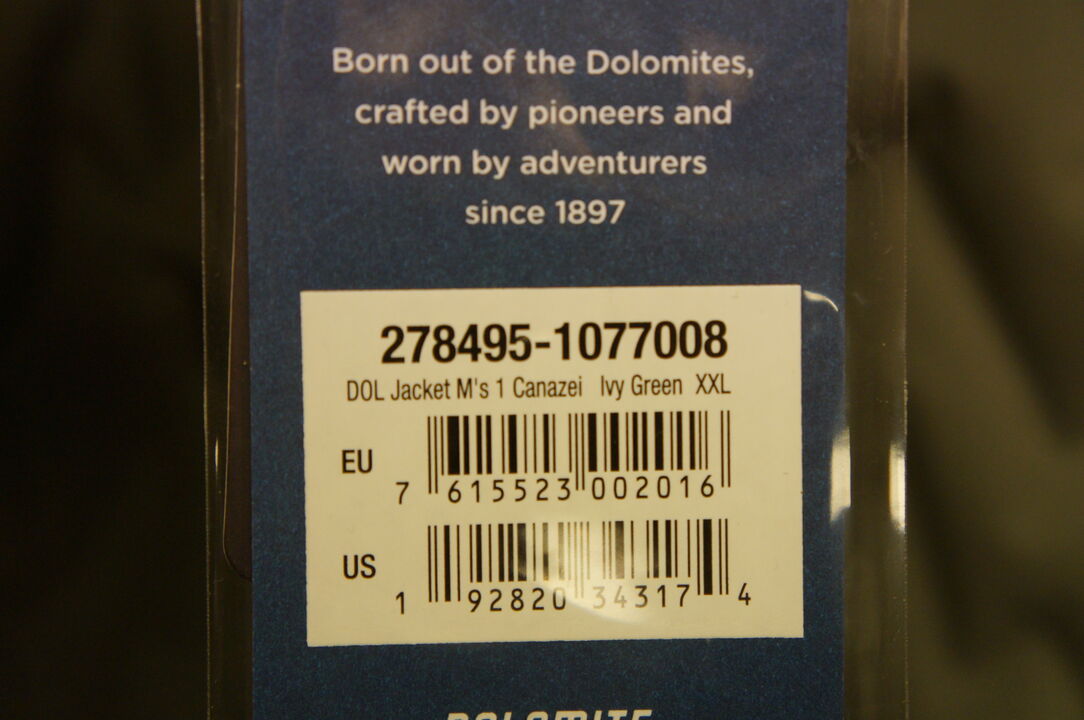 Born out of the Dolomites,
crafted by pioneers and
worn by adventurers
since 1897
278495-1077008
DOL Jacket M's 1 Canazei Ivy Green XXL
EU
7 615523 002016
US
1 92820 34317 4
DOLOMITE